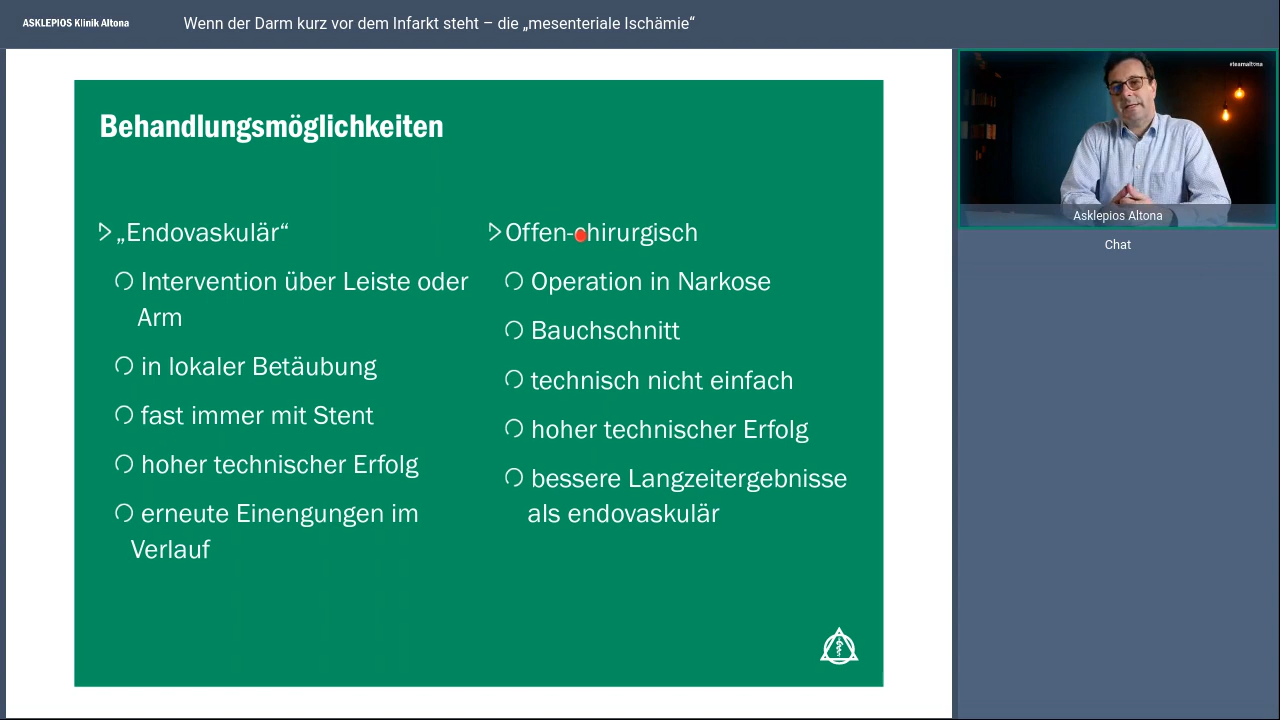 ASKLEPIOS Klinik Altona
Wenn der Darm kurz vor dem Infarkt steht – die „mesenteriale Ischämie“
Behandlungsmöglichkeiten
„Endovaskulär“
Intervention über Leiste oder
Arm
in lokaler Betäubung
fast immer mit Stent
hoher technischer Erfolg
erneute Einengungen im
Verlauf
Offen-chirurgisch
Operation in Narkose
Bauchschnitt
technisch nicht einfach
hoher technischer Erfolg
bessere Langzeitergebnisse
als endovaskulär
#teamaltona
Asklepios Altona
Chat